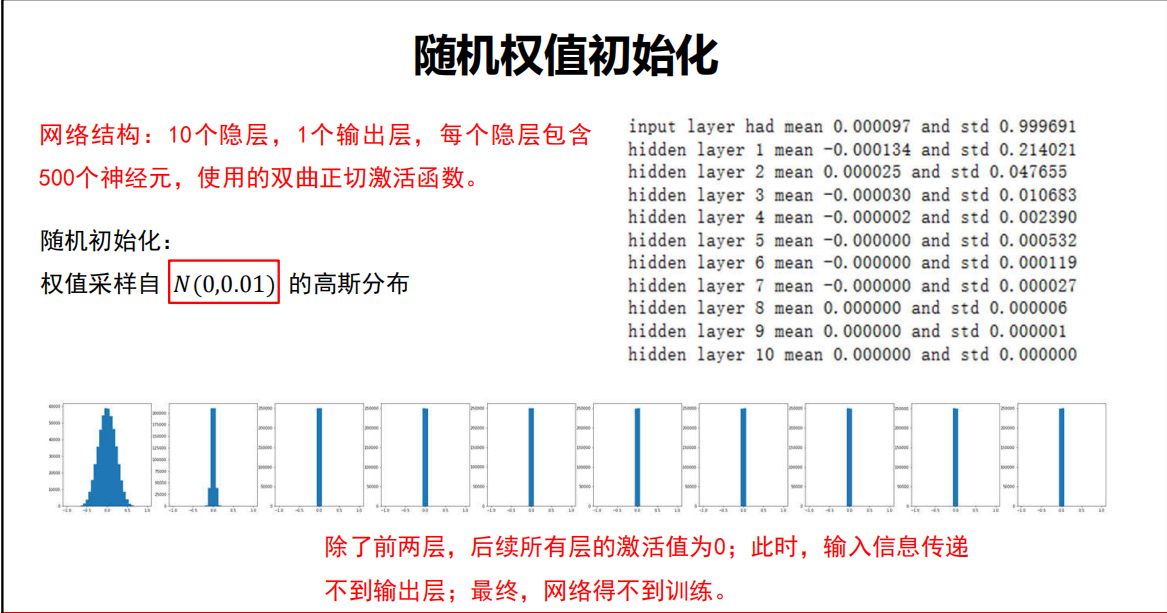 随机权值初始化
网络结构：10个隐层，1个输出层，每个隐层包含
500个神经元，使用的双曲正切激活函数。
随机初始化：
权值采样自 N(0,0.01) 的高斯分布
input layer had mean 0.000097 and std 0.999691
hidden layer 1 mean -0.000134 and std 0.214021
hidden layer 2 mean 0.000025 and std 0.047655
hidden layer 3 mean -0.000030 and std 0.010683
hidden layer 4 mean -0.000002 and std 0.002390
hidden layer 5 mean -0.000000 and std 0.000532
hidden layer 6 mean -0.000000 and std 0.000119
hidden layer 7 mean -0.000000 and std 0.000027
hidden layer 8 mean 0.000000 and std 0.000006
hidden layer 9 mean 0.000000 and std 0.000001
hidden layer 10 mean 0.000000 and std 0.000000
除了前两层，后续所有层的激活值为0；此时，输入信息传递
不到输出层；最终，网络得不到训练。